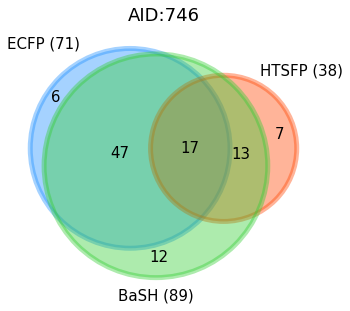 AID:746
ECFP (71)
HTSFP (38)
6
7
47
17
13
12
BaSH (89)